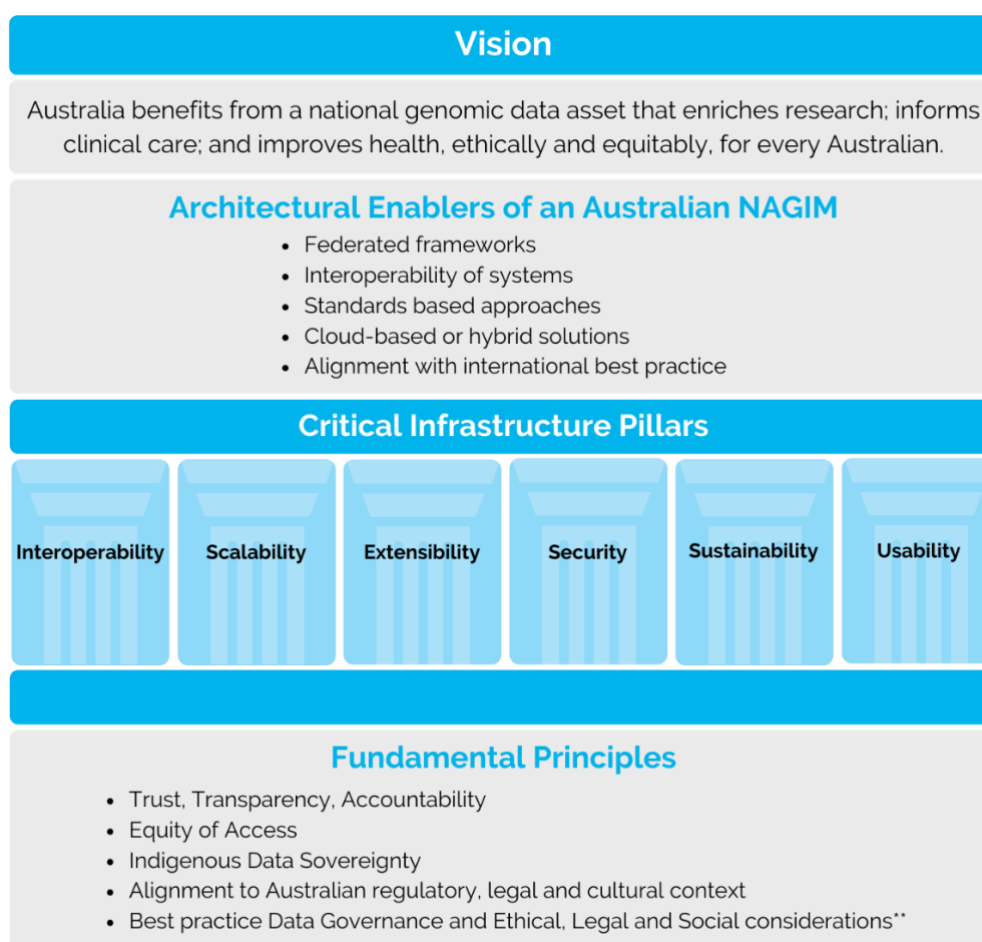 Vision
Australia benefits from a national genomic data asset that enriches research; informs
clinical care; and improves health, ethically and equitably, for every Australian.
Architectural Enablers of an Australian NAGIM
• Federated frameworks
• Interoperability of systems
• Standards based approaches
• Cloud-based or hybrid solutions
• Alignment with international best practice
Critical Infrastructure Pillars
Interoperability Scalability Extensibility Security Sustainability Usability
Fundamental Principles
• Trust, Transparency, Accountability
• Equity of Access
• Indigenous Data Sovereignty
• Alignment to Australian regulatory, legal and cultural context
• Best practice Data Governance and Ethical, Legal and Social considerations**